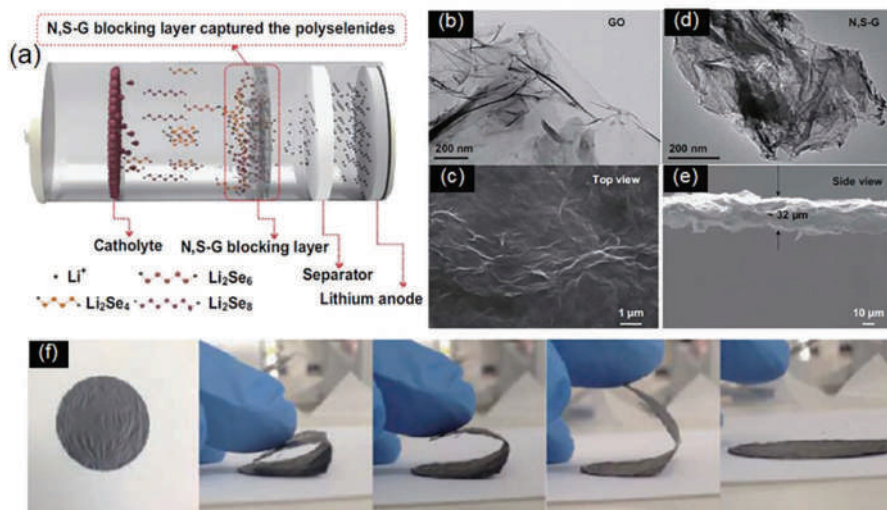 N,S-G blocking layer captured the polyselenides
(a)
Catholyte
N,S-G blocking layer
Separator
Lithium anode
Li+
Li2Se6
Li2Se4
Li2Se8
(b)
GO
200 nm
(c)
Top view
1 μm
(d)
N,S-G
200 nm
(e)
Side view
~ 32 μm
10 μm
(f)